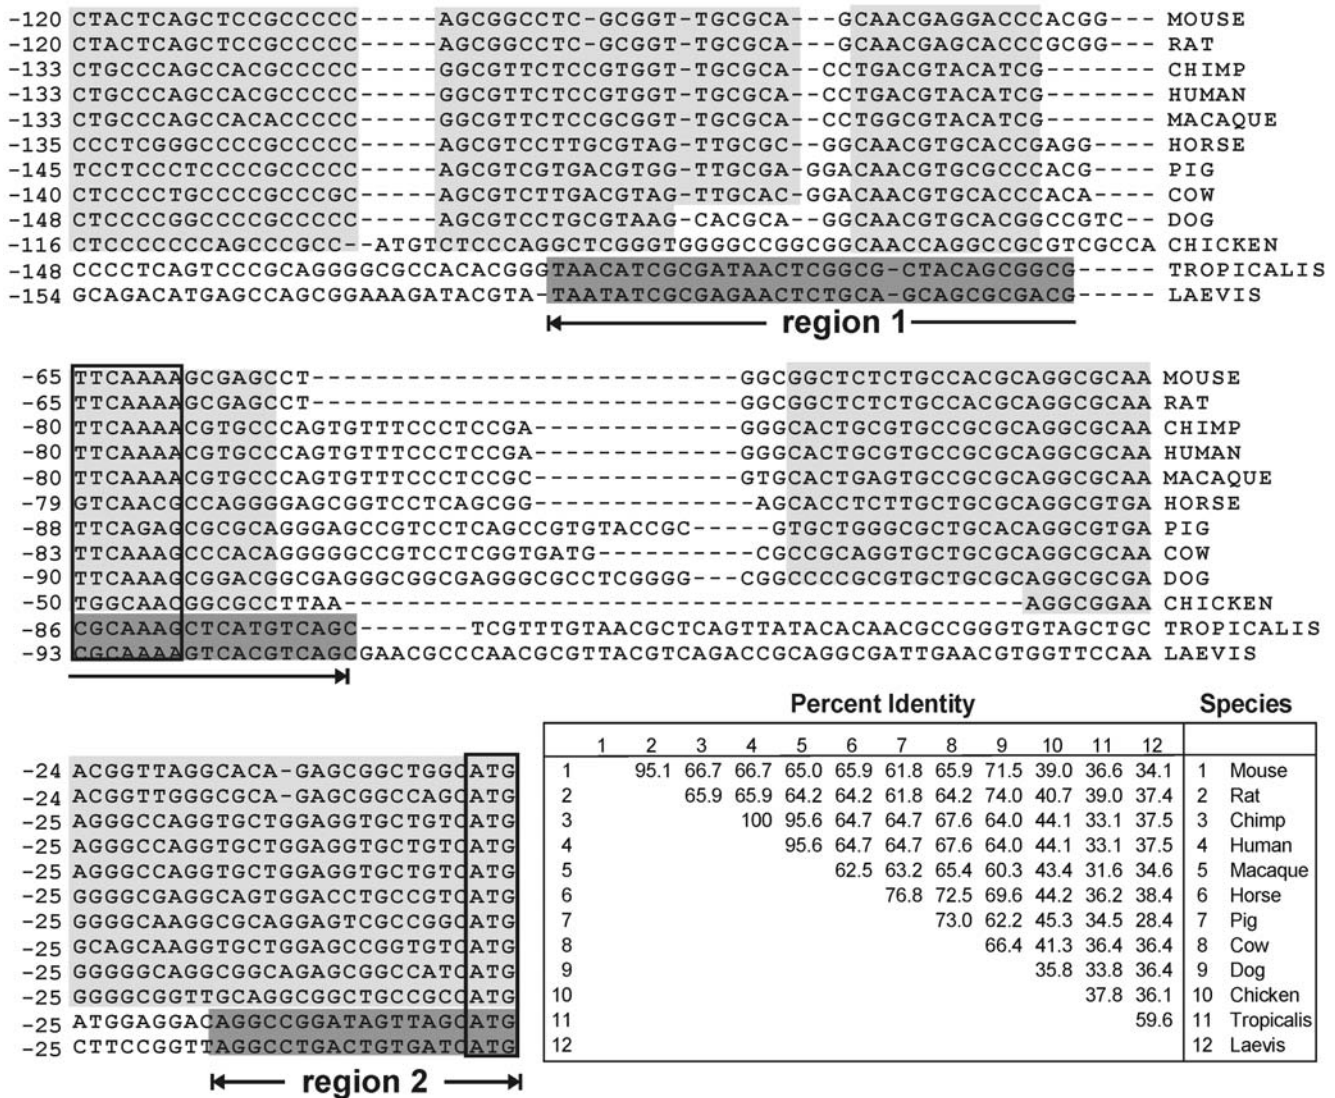 -120 CTACTCAGCTCCGCCCCC-----AGCGGCCTC-GCGGT-TGCGCA---GCAACGAGGACCCACGG--- MOUSE
-120 CTACTCAGCTCCGCCCCC-----AGCGGCCTC-GCGGT-TGCGCA---GCAACGAGCACCCGCGG--- RAT
-133 CTGCCCAGCCACGCCCCC-----GGCGTTCTCCGTGGT-TGCGCA--CCTGACGTACATCG------- CHIMP
-133 CTGCCCAGCCACGCCCCC-----GGCGTTCTCCGTGGT-TGCGCA--CCTGACGTACATCG------- HUMAN
-133 CTGCCCAGCCACACCCCC-----GGCGTTCTCCGCGGT-TGCGCA--CCTGGCGTACATCG------- MACAQUE
-135 CCCTCGGGCCCCGCCCCC-----AGCGTCCTTGCGTAG-TTGCGC--GGCAACGTGCACCGAGG---- HORSE
-145 TCCTCCCTCCCCGCCCCC-----AGCGTCGTGACGTGG-TTGCGA-GGACAACGTGCGCCCACG---- PIG
-140 CTCCCCTGCCCCGCCCGC-----AGCGTCTTGACGTAG-TTGCAC-GGACAACGTGCACCCACA---- COW
-148 CTCCCCGGCCCCGCCCCC-----AGCGTCCTGCGTAAG-CACGCA--GGCAACGTGCACGGCCGTC-- DOG
-116 CTCCCCCCCAGCCCGCC--ATGTCTCCCAGGCTCGGGTGGGGCCGGCGGCAACCAGGCCGCGTCGCCA CHICKEN
-148 CCCCTCAGTCCCGCAGGGGCGCCACACGGGTAACATCGCGATAACTCGGCG-CTACAGCGGCG----- TROPICALIS
-154 GCAGACATGAGCCAGCGGAAAGATACGTA-TAATATCGCGAGAACTCTGCA-GCAGCGCGACG----- LAEVIS
region 1
-65 TTCAAAAGCGAGCCT---------------------------GGCGGCTCTCTGCCACGCAGGCGCAA MOUSE
-65 TTCAAAAGCGAGCCT---------------------------GGCGGCTCTCTGCCACGCAGGCGCAA RAT
-80 TTCAAAACGTGCCCAGTGTTTCCCTCCGA-------------GGGCACTGCGTGCCGCGCAGGCGCAA CHIMP
-80 TTCAAAACGTGCCCAGTGTTTCCCTCCGA-------------GGGCACTGCGTGCCGCGCAGGCGCAA HUMAN
-80 TTCAAAACGTGCCCAGTGTTTCCCTCCGC-------------GTGCACTGAGTGCCGCGCAGGCGCAA MACAQUE
-79 GTCAACGCCAGGGGAGCGGTCCTCAGCGG--------------AGCACCTCTTGCTGCGCAGGCGTGA HORSE
-88 TTCAGAGCGCGCAGGGAGCCGTCCTCAGCCGTGTACCGC-----GTGCTGGGCGCTGCACAGGCGTGA PIG
-83 TTCAAAGCCCACAGGGGGCCGTCCTCGGTGATG----------CGCCGCAGGTGCTGCGCAGGCGCAA COW
-90 TTCAAAGCGGACGGCGAGGGCGGCGAGGGCGCCTCGGGG---CGGCCCCGCGTGCTGCGCAGGCGCGA DOG
-50 TGGCAACGGCGCCTTAA-------------------------------------------AGGCGGAA CHICKEN
-86 CGCAAAGCTCATGTCAGC-------TCGTTTGTAACGCTCAGTTATACACAACGCCGGGTGTAGCTGC TROPICALIS
-93 CGCAAAAGTCACGTCAGCGAACGCCCAACGCGTTACGTCAGACCGCAGGCGATTGAACGTGGTTCCAA LAEVIS
-24 ACGGTTAGGCACA-GAGCGGCTGGCATG
-24 ACGGTTGGGCGCA-GAGCGGCCAGCATG
-25 AGGGCCAGGTGCTGGAGGTGCTGTCATG
-25 AGGGCCAGGTGCTGGAGGTGCTGTCATG
-25 AGGGCCAGGTGCTGGAGGTGCTGTCATG
-25 GGGGCGAGGCAGTGGACCTGCCGTCATG
-25 GGGGCAAGGCGCAGGAGTCGCCGGCATG
-25 GCAGCAAGGTGCTGGAGCCGGTGTCATG
-25 GGGGGCAGGCGGCAGAGCGGCCATCATG
-25 GGGGCGGTTGCAGGCGGCTGCCGCCATG
-25 ATGGAGGACAGGCCGGATAGTTAGCATG
-25 CTTCCGGTTAGGCCTGACTGTGATCATG
region 2
Percent Identity Species
1 2 3 4 5 6 7 8 9 10 11 12
1 95.1 66.7 66.7 65.0 65.9 61.8 65.9 71.5 39.0 36.6 34.1 1 Mouse
2 65.9 65.9 64.2 64.2 61.8 64.2 74.0 40.7 39.0 37.4 2 Rat
3 100 95.6 64.7 64.7 67.6 64.0 44.1 33.1 37.5 3 Chimp
4 95.6 64.7 64.7 67.6 64.0 44.1 33.1 37.5 4 Human
5 62.5 63.2 65.4 60.3 43.4 31.6 34.6 5 Macaque
6 76.8 72.5 69.6 44.2 36.2 38.4 6 Horse
7 73.0 62.2 45.3 34.5 28.4 7 Pig
8 66.4 41.3 36.4 36.4 8 Cow
9 35.8 33.8 36.4 9 Dog
10 37.8 36.1 10 Chicken
11 59.6 11 Tropicalis
12 12 Laevis